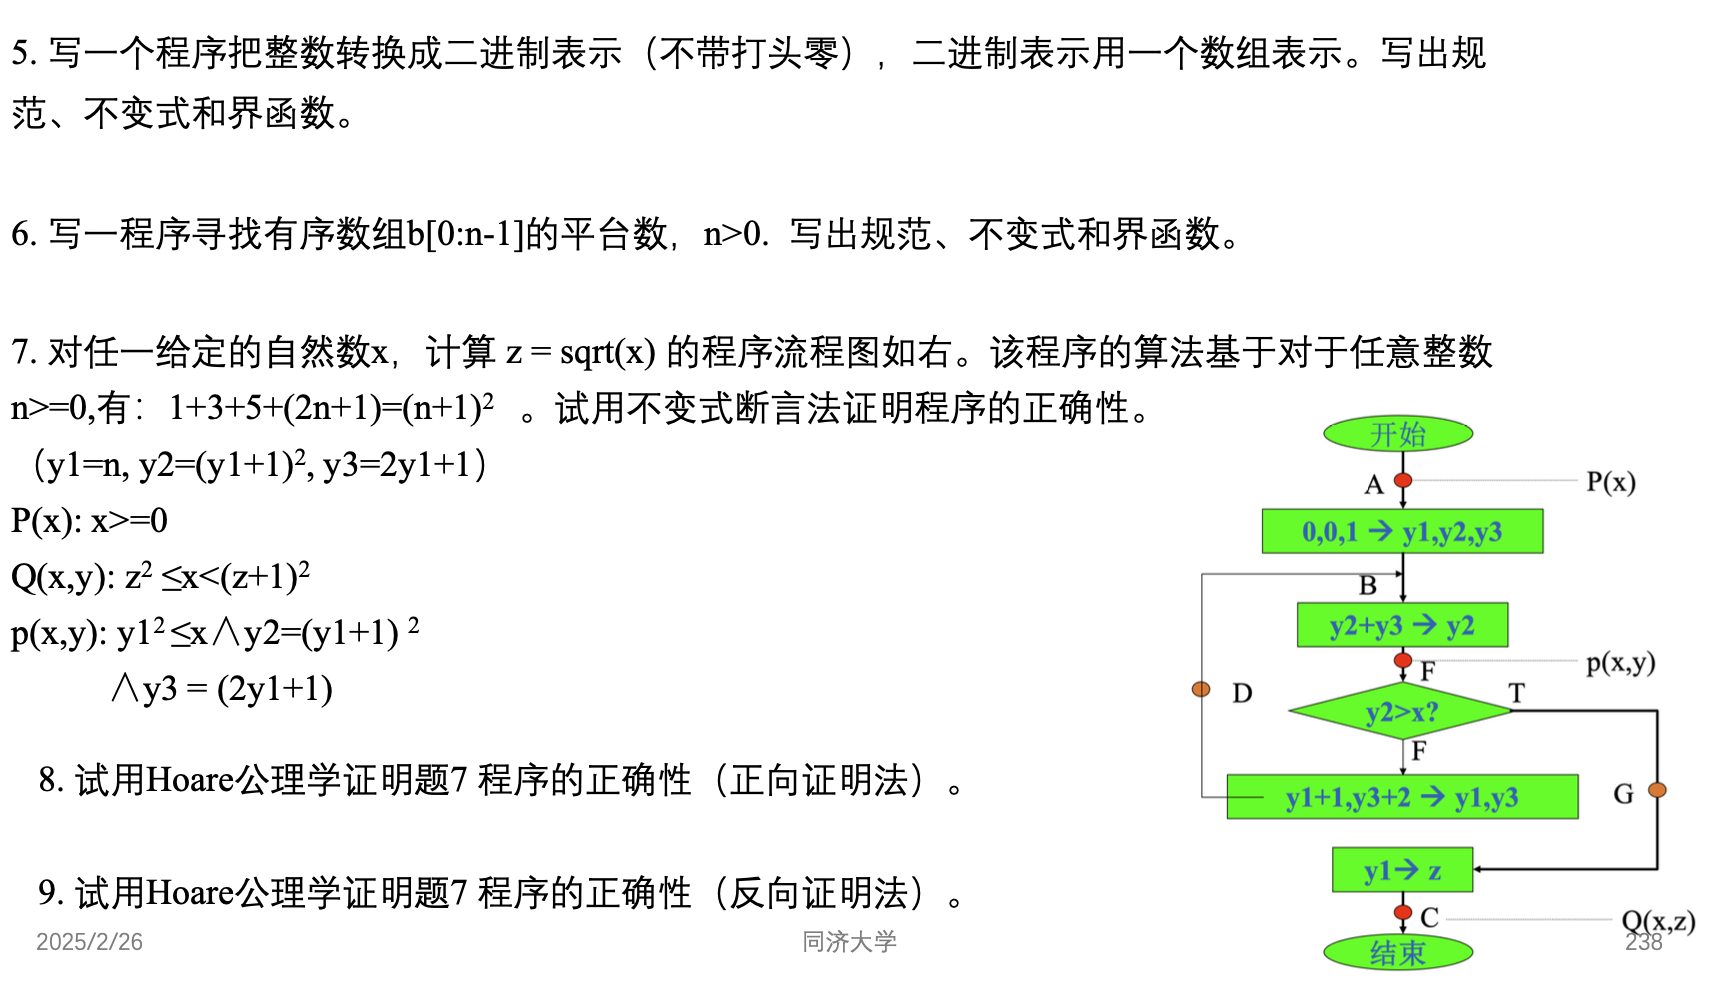 5. 写一个程序把整数转换成二进制表示（不带打头零），二进制表示用一个数组表示。写出规
范、不变式和界函数。
6. 写一程序寻找有序数组b[0:n-1]的平台数，n>0. 写出规范、不变式和界函数。
7. 对任一给定的自然数x，计算 z = sqrt(x) 的程序流程图如右。该程序的算法基于对于任意整数
n>=0,有：1+3+5+(2n+1)=(n+1)² 。试用不变式断言法证明程序的正确性。
（y1=n, y2=(y1+1)², y3=2y1+1）
P(x): x>=0
Q(x,y): z² ≤x<(z+1)²
p(x,y): y1²≤x∧y2=(y1+1) ²
∧y3 = (2y1+1)
8. 试用Hoare公理学证明题7 程序的正确性（正向证明法）。
9. 试用Hoare公理学证明题7 程序的正确性（反向证明法）。
开始
A
P(x)
0,0,1 → y1,y2,y3
B
y2+y3 → y2
F
p(x,y)
D
T
y2>x?
F
y1+1,y3+2 → y1,y3
G
y1→ z
C
Q(x,z)
结束
2025/2/26
同济大学
238